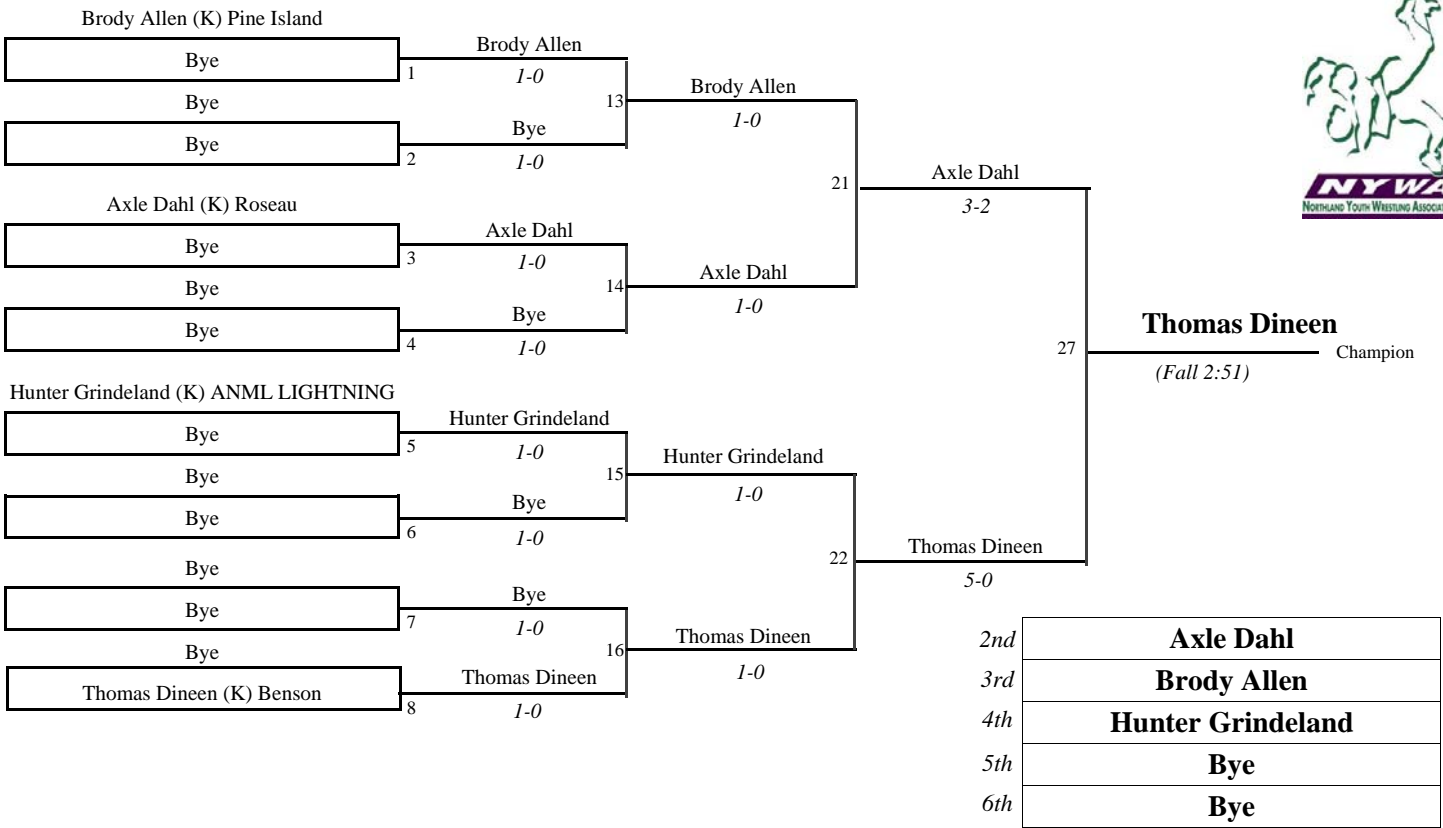 Brody Allen (K) Pine Island
Bye
1
Bye
Bye
2
Axle Dahl (K) Roseau
Bye
3
Bye
Bye
4
Hunter Grindeland (K) ANML LIGHTNING
Bye
5
Bye
Bye
6
Bye
Bye
7
Bye
Thomas Dineen (K) Benson
8
Brody Allen
1-0
13
Bye
1-0
Axle Dahl
1-0
14
Bye
1-0
Hunter Grindeland
1-0
15
Bye
1-0
Bye
1-0
16
Thomas Dineen
1-0
Brody Allen
1-0
21
Axle Dahl
1-0
Hunter Grindeland
1-0
22
Thomas Dineen
1-0
Axle Dahl
3-2
27
Thomas Dineen
5-0
Thomas Dineen
Champion
(Fall 2:51)
NYWA
NORTHLAND YOUTH WRESTLING
2nd Axle Dahl
3rd Brody Allen
4th Hunter Grindeland
5th Bye
6th Bye